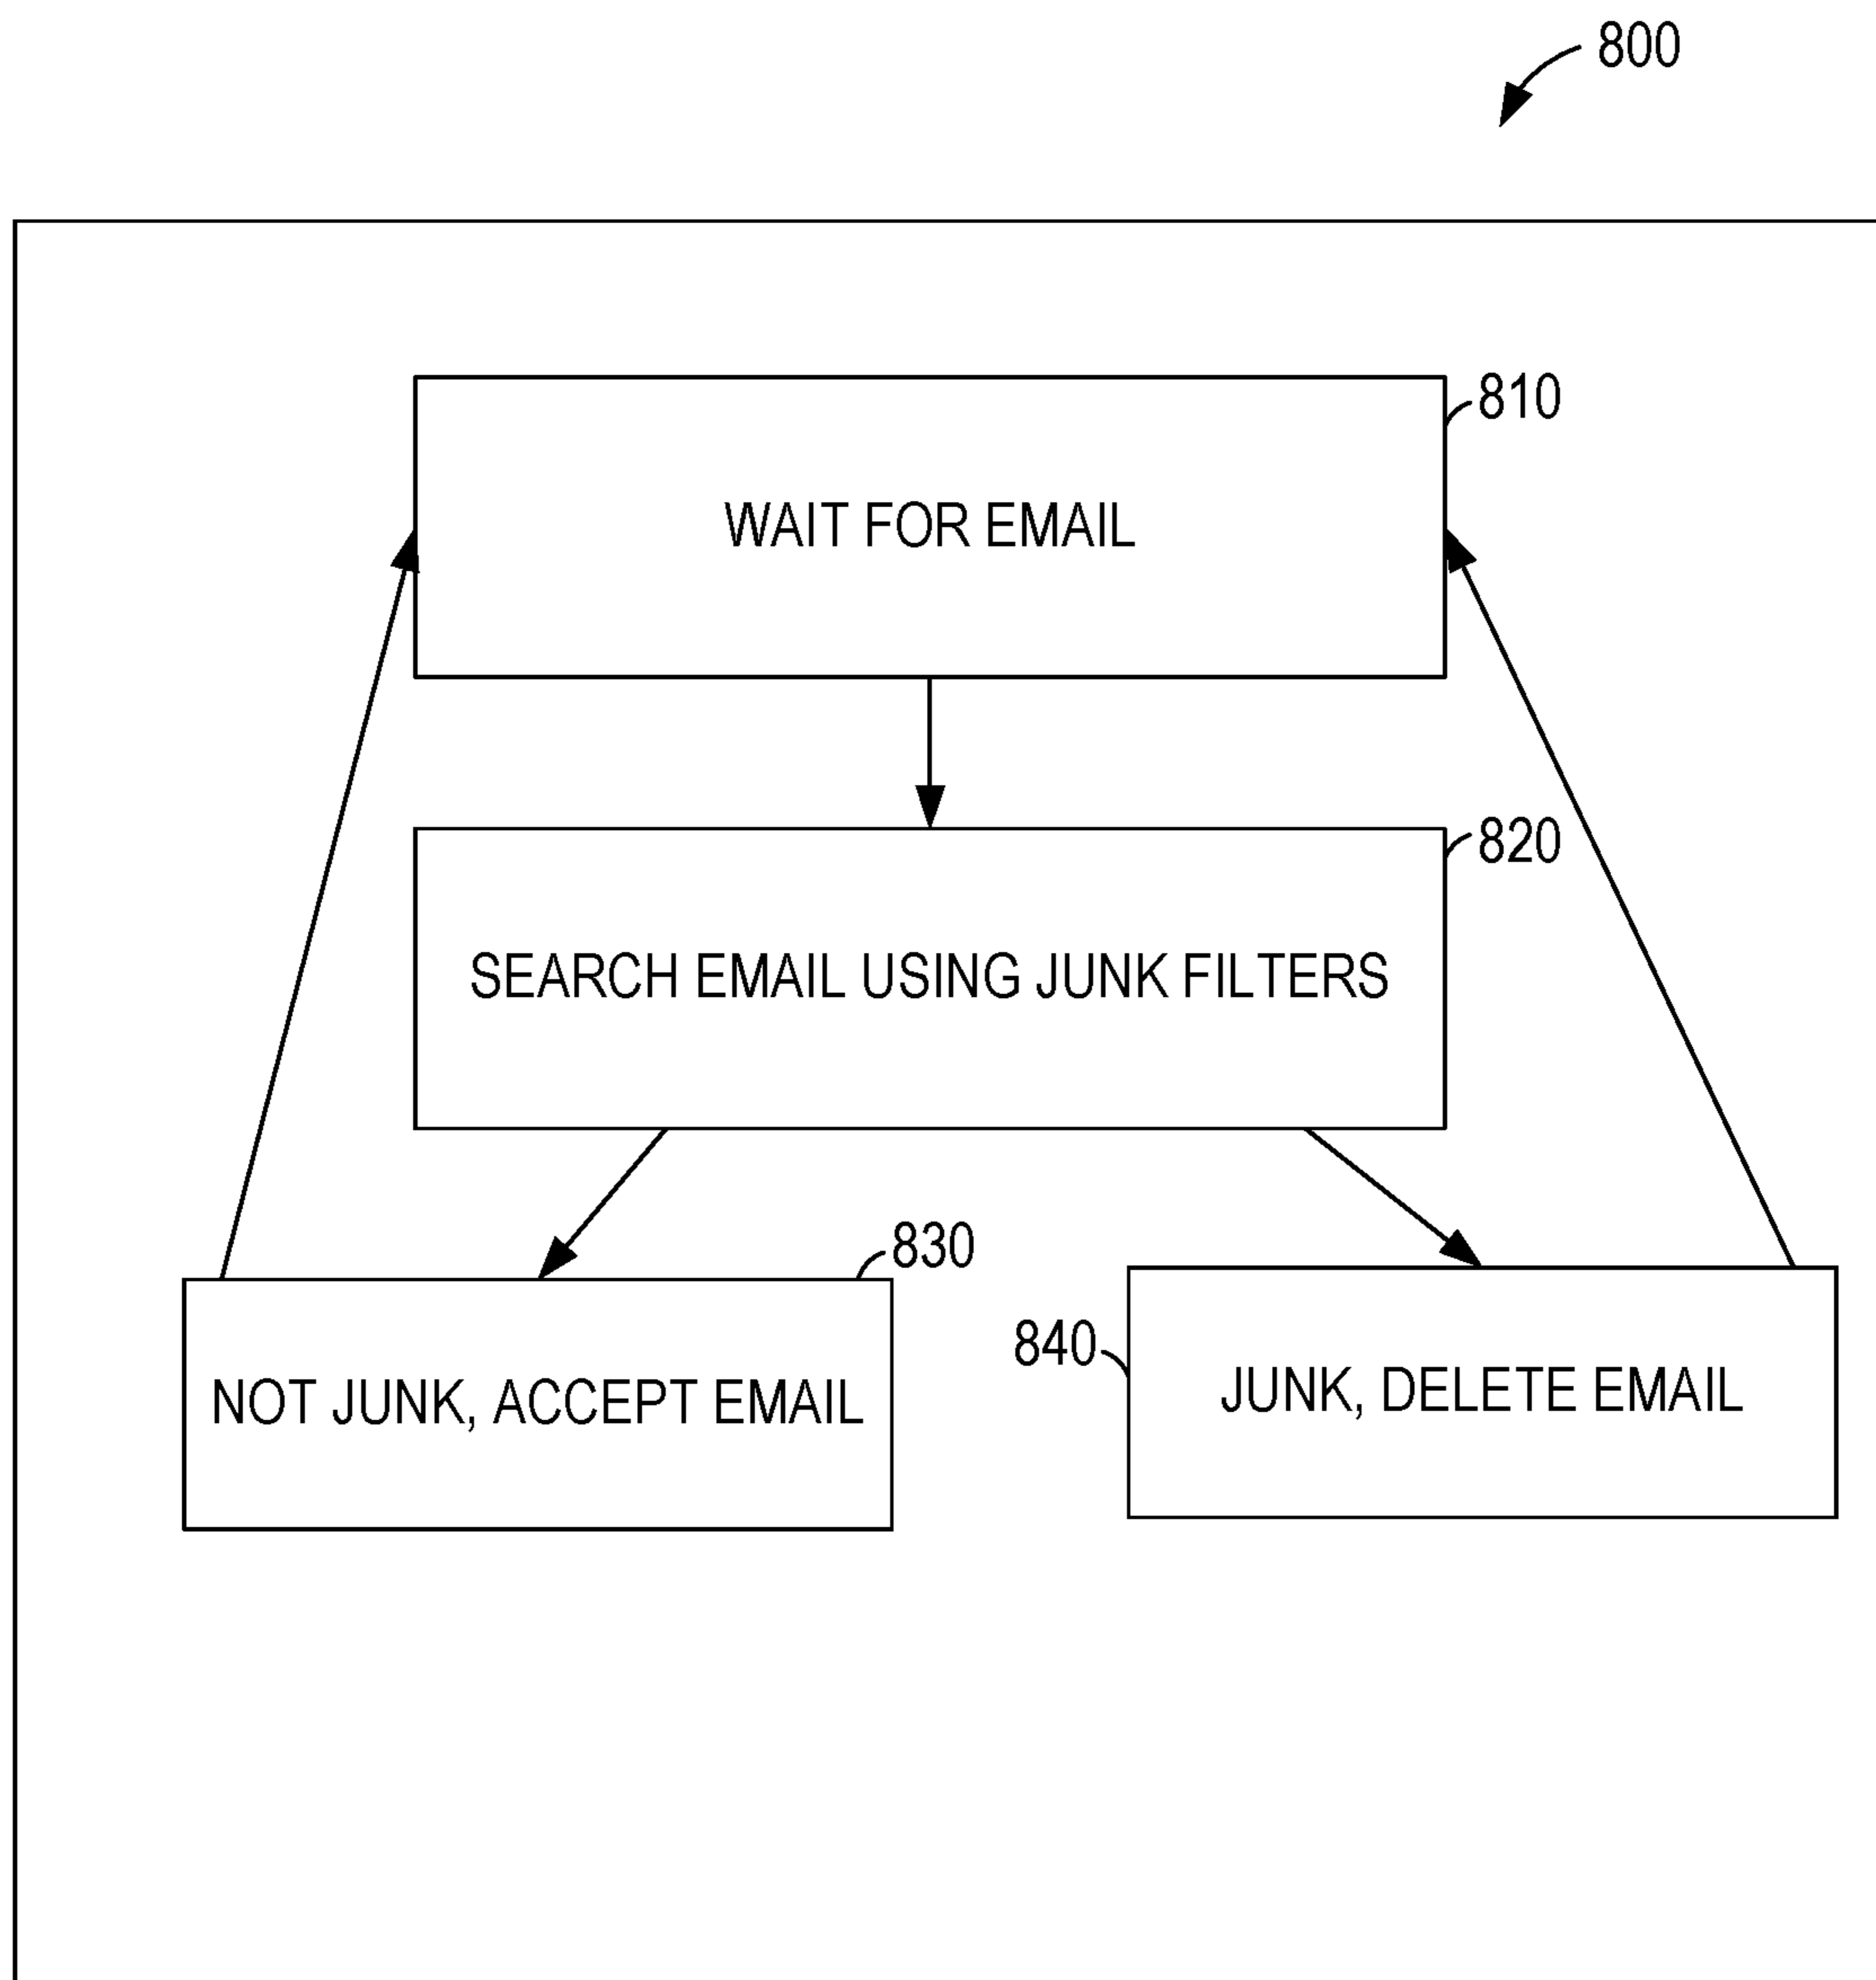 800
810
WAIT FOR EMAIL
820
SEARCH EMAIL USING JUNK FILTERS
830
NOT JUNK, ACCEPT EMAIL
840
JUNK, DELETE EMAIL